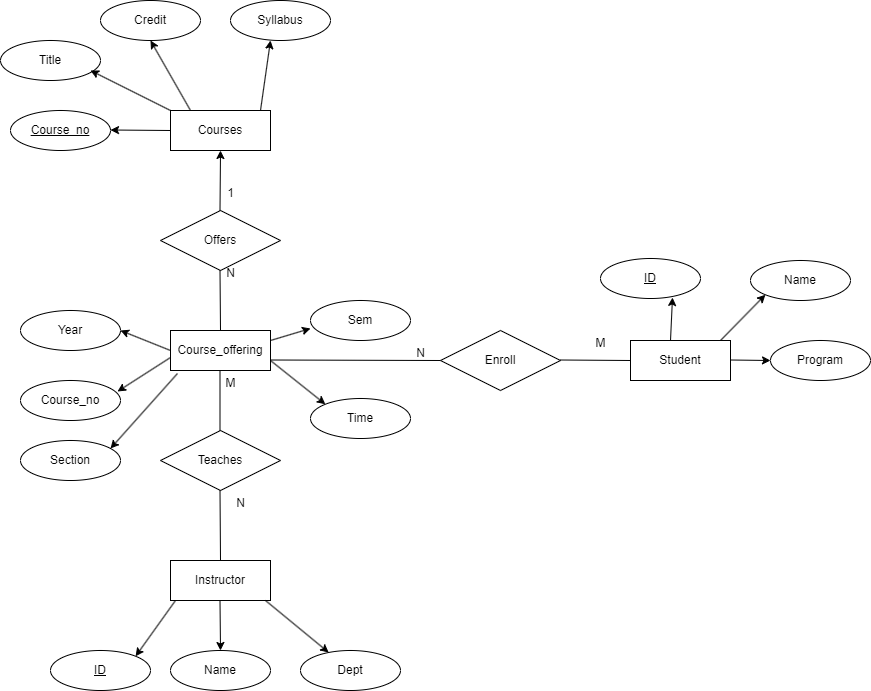 Credit
Syllabus
Title
Course_no
Courses
1
Offers
N
ID
Name
Year
Sem
Course_offering
N
Enroll
M
Student
Program
M
Course_no
Time
Section
Teaches
N
Instructor
ID
Name
Dept